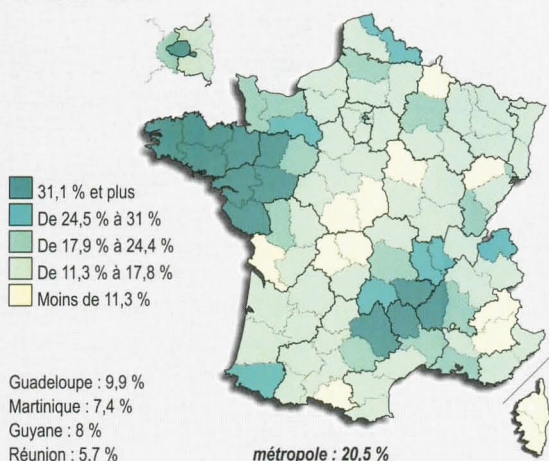 31,1 % et plus
De 24,5 % à 31 %
De 17,9 % à 24,4 %
De 11,3 % à 17,8 %
Moins de 11,3 %
Guadeloupe : 9,9 %
Martinique : 7,4 %
Guyane : 8 %
Réunion : 5,7 %
métropole : 20,5 %